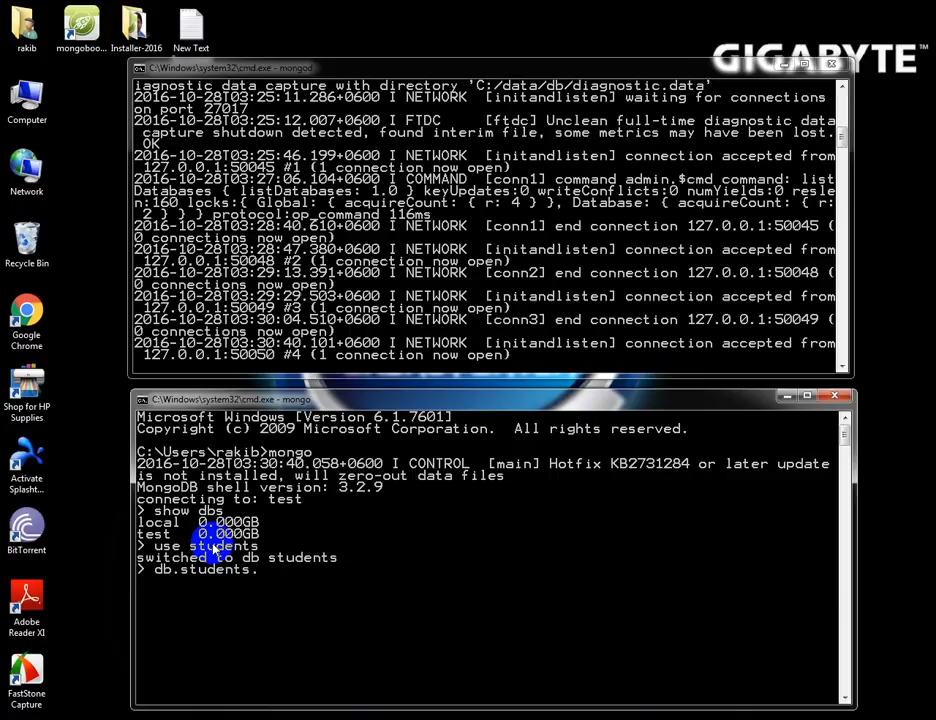 rakib
mongoboo...
Installer-2016
New Text
GIGABYTE™
Computer
Network
Recycle Bin
Google
Chrome
Shop for HP
Supplies
Activate
Splasht...
BitTorrent
Adobe
Reader XI
FastStone
Capture
C:\Windows\system32\cmd.exe - mongod
iagnostic data capture with directory 'C:/data/db/diagnostic.data'
2016-10-28T03:25:11.286+0600 I NETWORK  [initandlisten] waiting for connections
on port 27017
2016-10-28T03:25:12.007+0600 I FTDC     [ftdc] Unclean full-time diagnostic data
capture shutdown detected, found interim file, some metrics may have been lost.
OK
2016-10-28T03:25:46.199+0600 I NETWORK  [initandlisten] connection accepted from
127.0.0.1:50045 #1 (1 connection now open)
2016-10-28T03:27:06.104+0600 I COMMAND  [conn1] command admin.$cmd command: list
Databases { listDatabases: 1.0 } keyUpdates:0 writeConflicts:0 numYields:0 resle
n:160 locks:{ Global: { acquireCount: { r: 4 } }, Database: { acquireCount: { r:
2 } } } protocol:op_command 116ms
2016-10-28T03:28:40.610+0600 I NETWORK  [conn1] end connection 127.0.0.1:50045 (
0 connections now open)
2016-10-28T03:28:47.380+0600 I NETWORK  [initandlisten] connection accepted from
127.0.0.1:50048 #2 (1 connection now open)
2016-10-28T03:29:13.391+0600 I NETWORK  [conn2] end connection 127.0.0.1:50048 (
0 connections now open)
2016-10-28T03:29:29.503+0600 I NETWORK  [initandlisten] connection accepted from
127.0.0.1:50049 #3 (1 connection now open)
2016-10-28T03:30:04.510+0600 I NETWORK  [conn3] end connection 127.0.0.1:50049 (
0 connections now open)
2016-10-28T03:30:40.101+0600 I NETWORK  [initandlisten] connection accepted from
127.0.0.1:50050 #4 (1 connection now open)
C:\Windows\system32\cmd.exe - mongo
Microsoft Windows [Version 6.1.7601]
Copyright (c) 2009 Microsoft Corporation.  All rights reserved.
C:\Users\rakib>mongo
2016-10-28T03:30:40.058+0600 I CONTROL  [main] Hotfix KB2731284 or later update
is not installed, will zero-out data files
MongoDB shell version: 3.2.9
connecting to: test
> show dbs
local  0.000GB
test   0.000GB
> use students
switched to db students
> db.students.